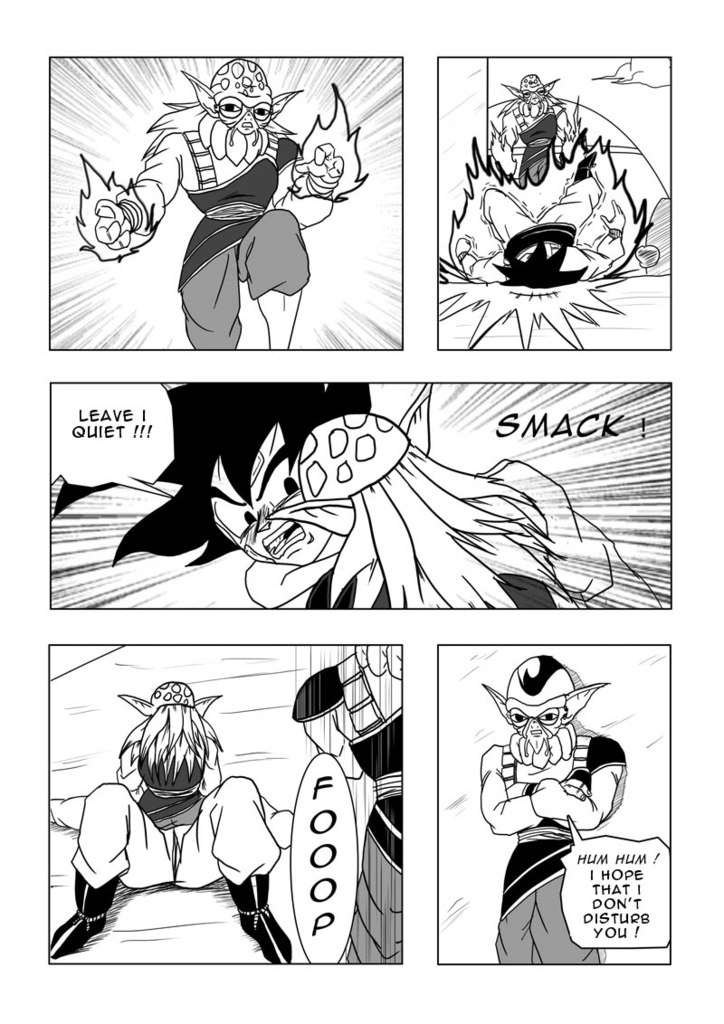 LEAVE I
QUIET !!!
SMACK !
FOOOP
HUM HUM !
I HOPE
THAT I
DON'T
DISTURB
YOU !